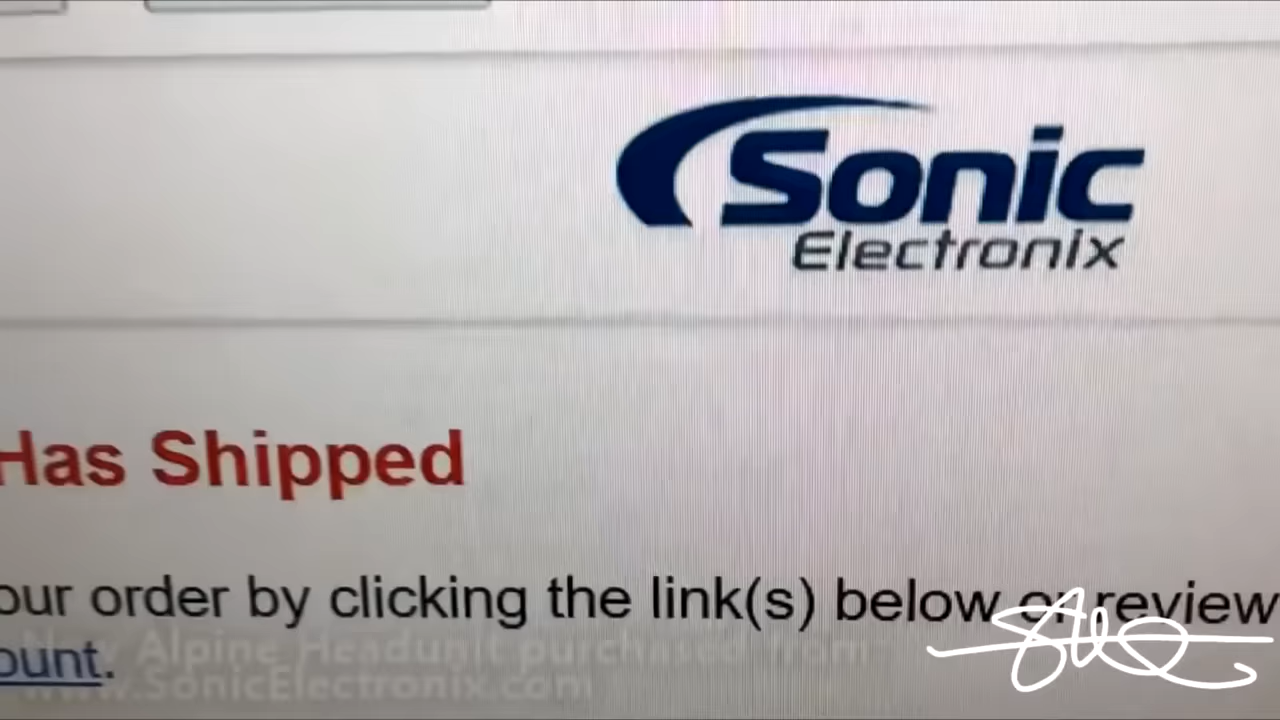 Sonic
Electronix
Has Shipped
our order by clicking the link(s) below or review
ount.
New Alpine Headunit purchased from
www.SonicElectronix.com